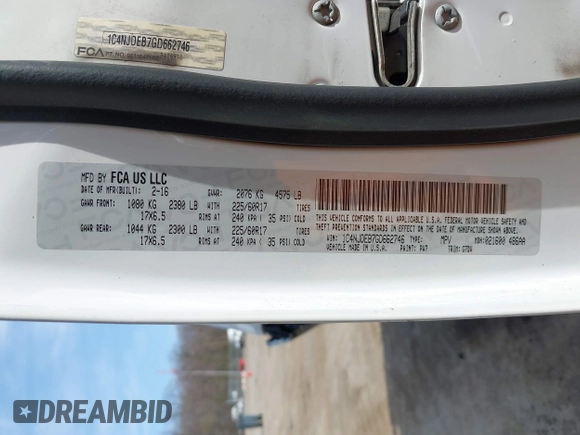 1C4NJDEB7GD662746
FCA
MFD BY FCA US LLC
DATE OF MFR(BUILT): 2-16 GVWR: 2076 KG 4575 LB
GAWR FRONT: 1080 KG 2380 LB WITH 225/60R17 TIRES
17X6.5 RIMS AT 240 KPA( 35 PSI) COLD
GAWR REAR: 1044 KG 2300 LB WITH 225/60R17 TIRES
17X6.5 RIMS AT 240 KPA( 35 PSI) COLD
THIS VEHICLE CONFORMS TO ALL APPLICABLE U.S.A. FEDERAL MOTOR VEHICLE SAFETY AND
THEFT PREVENTION STANDARDS IN EFFECT ON THE DATE OF MANUFACTURE SHOWN ABOVE.
VIN: 1C4NJDEB7GD662746 TYPE: MPV MDH: 021600 486AA
VEHICLE MADE IN U.S.A. PAINT: PW7 TRIM:
DREAMBID